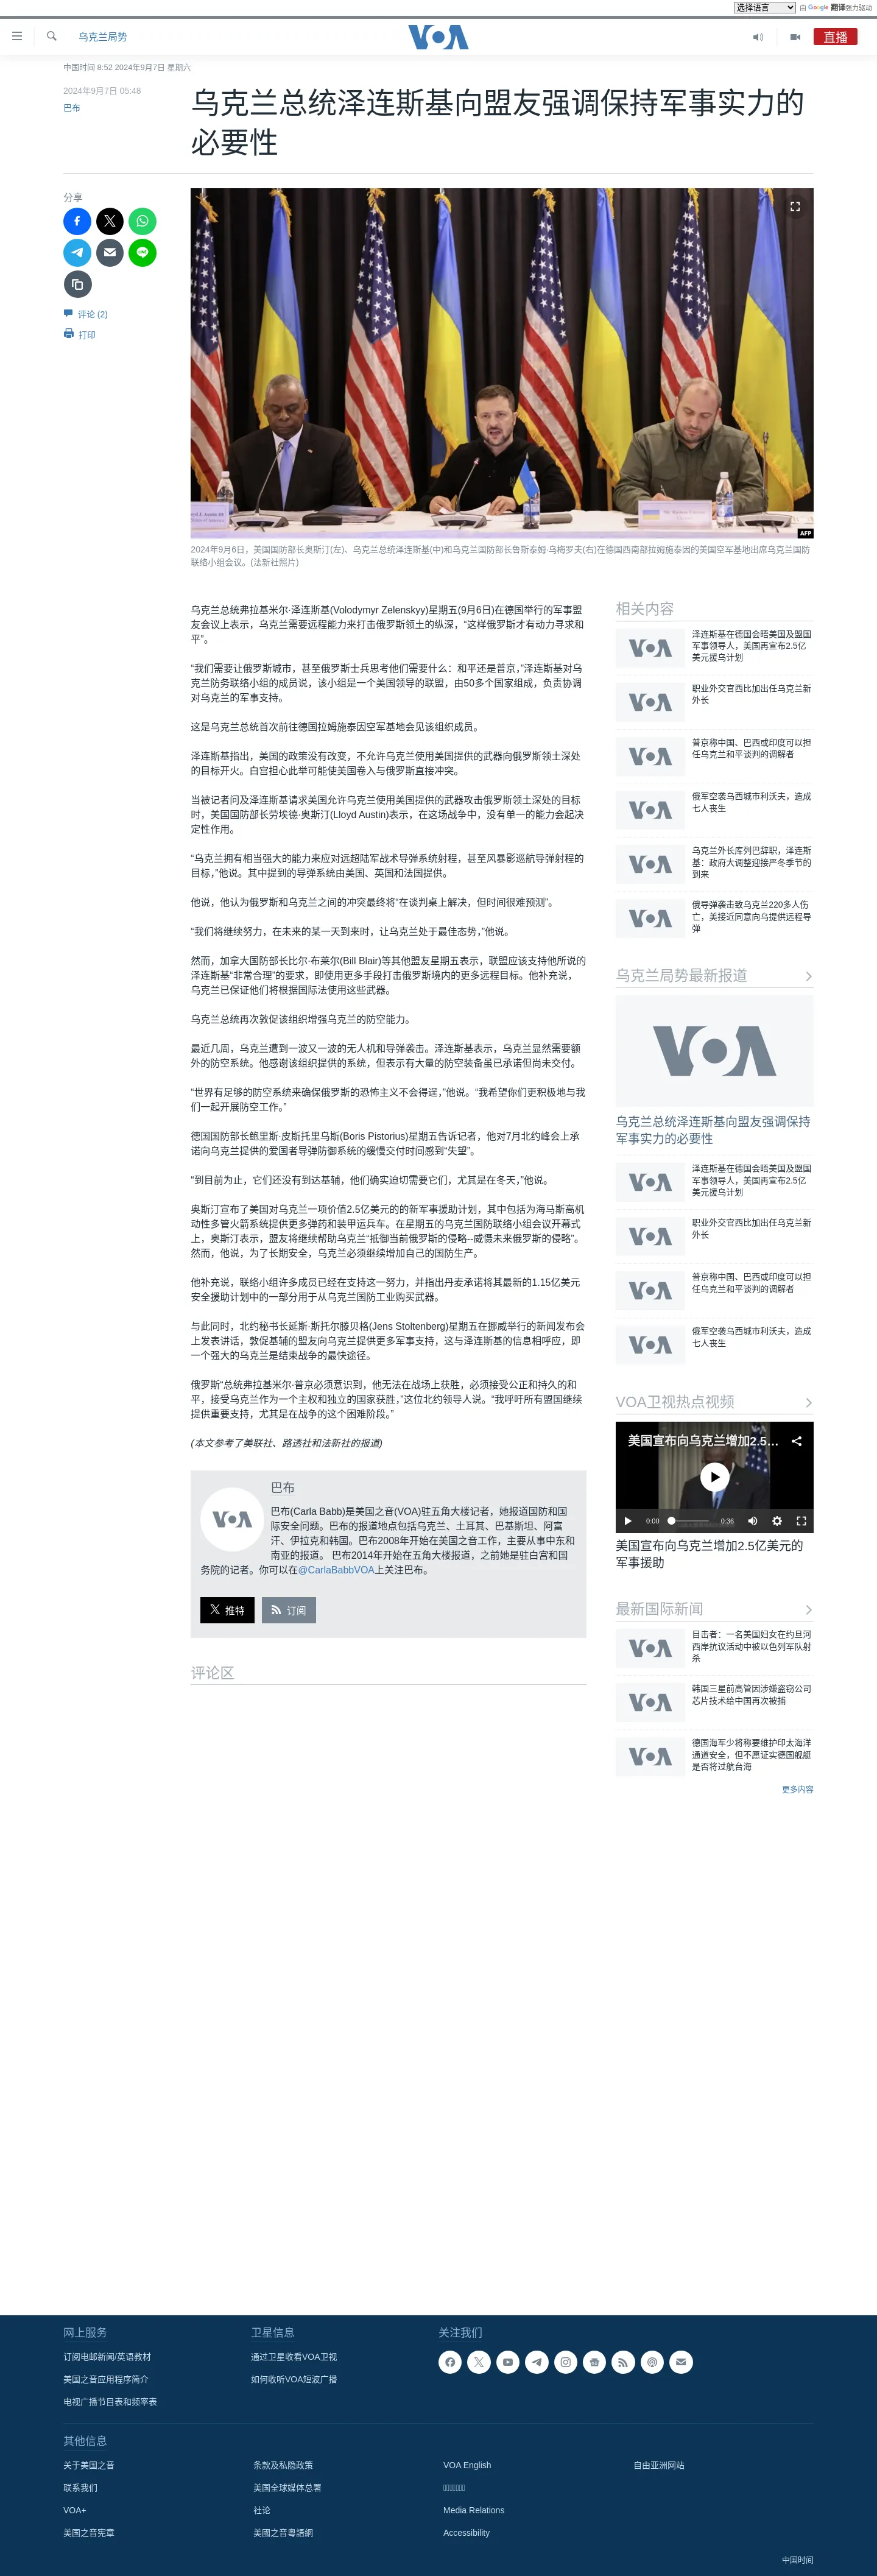 选择语言 由 Google 翻译强力驱动
乌克兰局势
VOA
直播
中国时间 8:52 2024年9月7日 星期六
2024年9月7日 05:48
巴布
乌克兰总统泽连斯基向盟友强调保持军事实力的
必要性
分享
评论 (2)
打印
AFP
2024年9月6日，美国国防部长奥斯汀(左)、乌克兰总统泽连斯基(中)和乌克兰国防部长鲁斯泰姆·乌梅罗夫(右)在德国西南部拉姆施泰因的美国空军基地出席乌克兰国防
联络小组会议。(法新社照片)
乌克兰总统弗拉基米尔·泽连斯基(Volodymyr Zelenskyy)星期五(9月6日)在德国举行的军事盟
友会议上表示，乌克兰需要远程能力来打击俄罗斯领土的纵深，“这样俄罗斯才有动力寻求和
平”。
“我们需要让俄罗斯城市，甚至俄罗斯士兵思考他们需要什么：和平还是普京，”泽连斯基对乌
克兰防务联络小组的成员说，该小组是一个美国领导的联盟，由50多个国家组成，负责协调
对乌克兰的军事支持。
这是乌克兰总统首次前往德国拉姆施泰因空军基地会见该组织成员。
泽连斯基指出，美国的政策没有改变，不允许乌克兰使用美国提供的武器向俄罗斯领土深处
的目标开火。白宫担心此举可能使美国卷入与俄罗斯直接冲突。
当被记者问及泽连斯基请求美国允许乌克兰使用美国提供的武器攻击俄罗斯领土深处的目标
时，美国国防部长劳埃德·奥斯汀(Lloyd Austin)表示，在这场战争中，没有单一的能力会起决
定性作用。
“乌克兰拥有相当强大的能力来应对远超陆军战术导弹系统射程，甚至风暴影巡航导弹射程的
目标，”他说。其中提到的导弹系统由美国、英国和法国提供。
他说，他认为俄罗斯和乌克兰之间的冲突最终将“在谈判桌上解决，但时间很难预测”。
“我们将继续努力，在未来的某一天到来时，让乌克兰处于最佳态势，”他说。
然而，加拿大国防部长比尔·布莱尔(Bill Blair)等其他盟友星期五表示，联盟应该支持他所说的
泽连斯基“非常合理”的要求，即使用更多手段打击俄罗斯境内的更多远程目标。他补充说，
乌克兰已保证他们将根据国际法使用这些武器。
乌克兰总统再次敦促该组织增强乌克兰的防空能力。
最近几周，乌克兰遭到一波又一波的无人机和导弹袭击。泽连斯基表示，乌克兰显然需要额
外的防空系统。他感谢该组织提供的系统，但表示有大量的防空装备虽已承诺但尚未交付。
“世界有足够的防空系统来确保俄罗斯的恐怖主义不会得逞，”他说。“我希望你们更积极地与我
们一起开展防空工作。”
德国国防部长鲍里斯·皮斯托里乌斯(Boris Pistorius)星期五告诉记者，他对7月北约峰会上承
诺向乌克兰提供的爱国者导弹防御系统的缓慢交付时间感到“失望”。
“到目前为止，它们还没有到达基辅，他们确实迫切需要它们，尤其是在冬天，”他说。
奥斯汀宣布了美国对乌克兰一项价值2.5亿美元的的新军事援助计划，其中包括为海马斯高机
动性多管火箭系统提供更多弹药和装甲运兵车。在星期五的乌克兰国防联络小组会议开幕式
上，奥斯汀表示，盟友将继续帮助乌克兰“抵御当前俄罗斯的侵略--威慑未来俄罗斯的侵略”。
然而，他说，为了长期安全，乌克兰必须继续增加自己的国防生产。
他补充说，联络小组许多成员已经在支持这一努力，并指出丹麦承诺将其最新的1.15亿美元
安全援助计划中的一部分用于从乌克兰国防工业购买武器。
与此同时，北约秘书长延斯·斯托尔滕贝格(Jens Stoltenberg)星期五在挪威举行的新闻发布会
上发表讲话，敦促基辅的盟友向乌克兰提供更多军事支持，这与泽连斯基的信息相呼应，即
一个强大的乌克兰是结束战争的最快途径。
俄罗斯“总统弗拉基米尔·普京必须意识到，他无法在战场上获胜，必须接受公正和持久的和
平，接受乌克兰作为一个主权和独立的国家获胜，”这位北约领导人说。“我呼吁所有盟国继续
提供重要支持，尤其是在战争的这个困难阶段。”
(本文参考了美联社、路透社和法新社的报道)
VOA
巴布
巴布(Carla Babb)是美国之音(VOA)驻五角大楼记者，她报道国防和国
际安全问题。巴布的报道地点包括乌克兰、土耳其、巴基斯坦、阿富
汗、伊拉克和韩国。巴布2008年开始在美国之音工作，主要从事中东和
南亚的报道。 巴布2014年开始在五角大楼报道，之前她是驻白宫和国
务院的记者。你可以在@CarlaBabbVOA上关注巴布。
推特
订阅
评论区
相关内容
VOA
泽连斯基在德国会晤美国及盟国
军事领导人，美国再宣布2.5亿
美元援乌计划
VOA
职业外交官西比加出任乌克兰新
外长
VOA
普京称中国、巴西或印度可以担
任乌克兰和平谈判的调解者
VOA
俄军空袭乌西城市利沃夫，造成
七人丧生
VOA
乌克兰外长库列巴辞职，泽连斯
基：政府大调整迎接严冬季节的
到来
VOA
俄导弹袭击致乌克兰220多人伤
亡，美接近同意向乌提供远程导
弹
乌克兰局势最新报道
VOA
乌克兰总统泽连斯基向盟友强调保持
军事实力的必要性
VOA
泽连斯基在德国会晤美国及盟国
军事领导人，美国再宣布2.5亿
美元援乌计划
VOA
职业外交官西比加出任乌克兰新
外长
VOA
普京称中国、巴西或印度可以担
任乌克兰和平谈判的调解者
VOA
俄军空袭乌西城市利沃夫，造成
七人丧生
VOA卫视热点视频
美国宣布向乌克兰增加2.5...
0:00
0:36
美国宣布向乌克兰增加2.5亿美元的
军事援助
最新国际新闻
VOA
目击者：一名美国妇女在约旦河
西岸抗议活动中被以色列军队射
杀
VOA
韩国三星前高管因涉嫌盗窃公司
芯片技术给中国再次被捕
VOA
德国海军少将称要维护印太海洋
通道安全，但不愿证实德国舰艇
是否将过航台海
更多内容
网上服务
订阅电邮新闻/英语教材
美国之音应用程序简介
电视广播节目表和频率表
卫星信息
通过卫星收看VOA卫视
如何收听VOA短波广播
关注我们
其他信息
关于美国之音
联系我们
VOA+
美国之音宪章
条款及私隐政策
美国全球媒体总署
社论
美國之音粵語網
VOA English
Media Relations
Accessibility
自由亚洲网站
中国时间